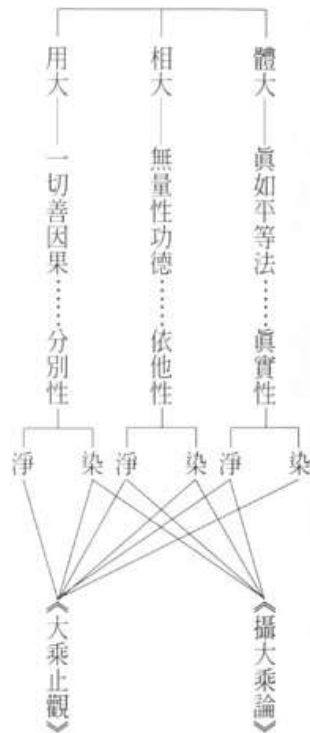 體大
眞如平等法……眞實性
染
淨
相大
無量性功德……依他性
染
淨
用大
一切善因果……分別性
染
淨
《攝大乘論》
《大乘止觀》